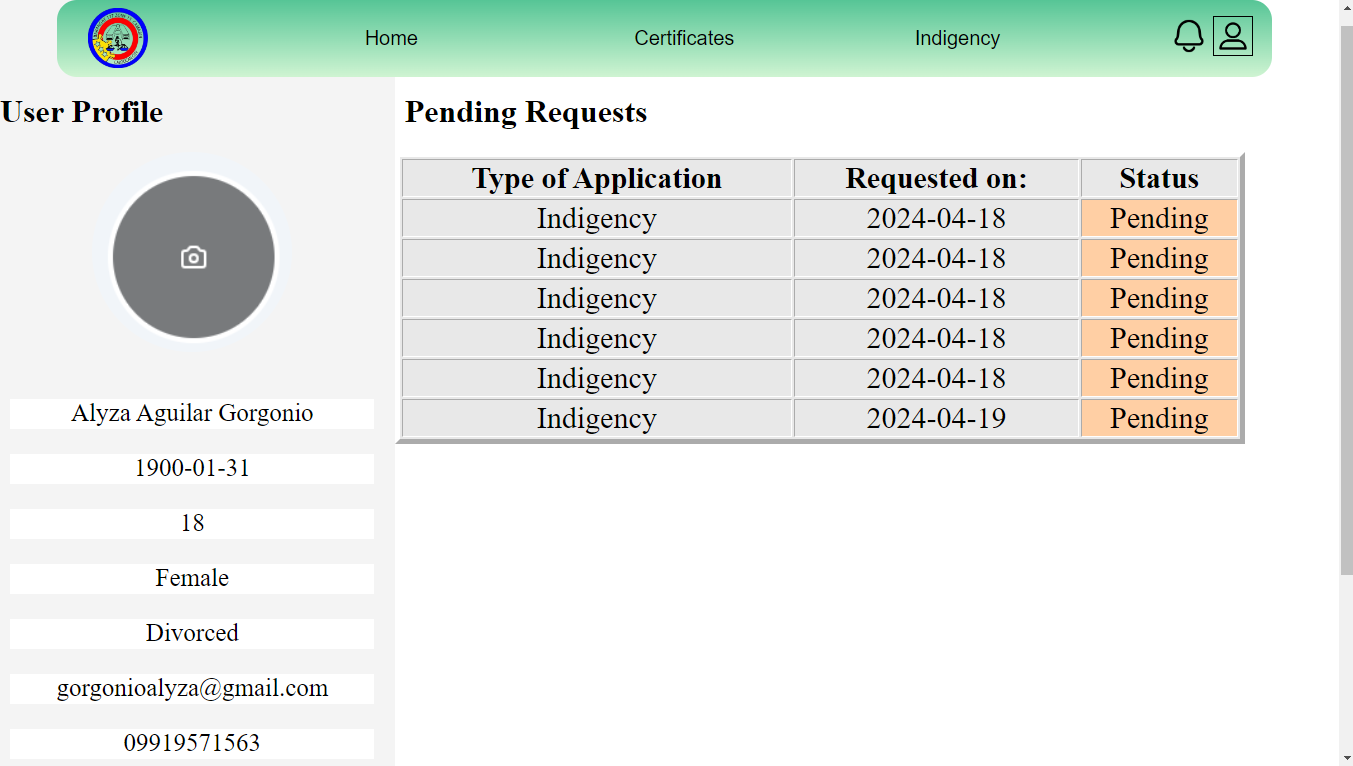 Home Certificates Indigency
User Profile
Alyza Aguilar Gorgonio
1900-01-31
18
Female
Divorced
gorgonioalyza@gmail.com
09919571563
Pending Requests
Type of Application Requested on: Status
Indigency 2024-04-18 Pending
Indigency 2024-04-18 Pending
Indigency 2024-04-18 Pending
Indigency 2024-04-18 Pending
Indigency 2024-04-18 Pending
Indigency 2024-04-19 Pending